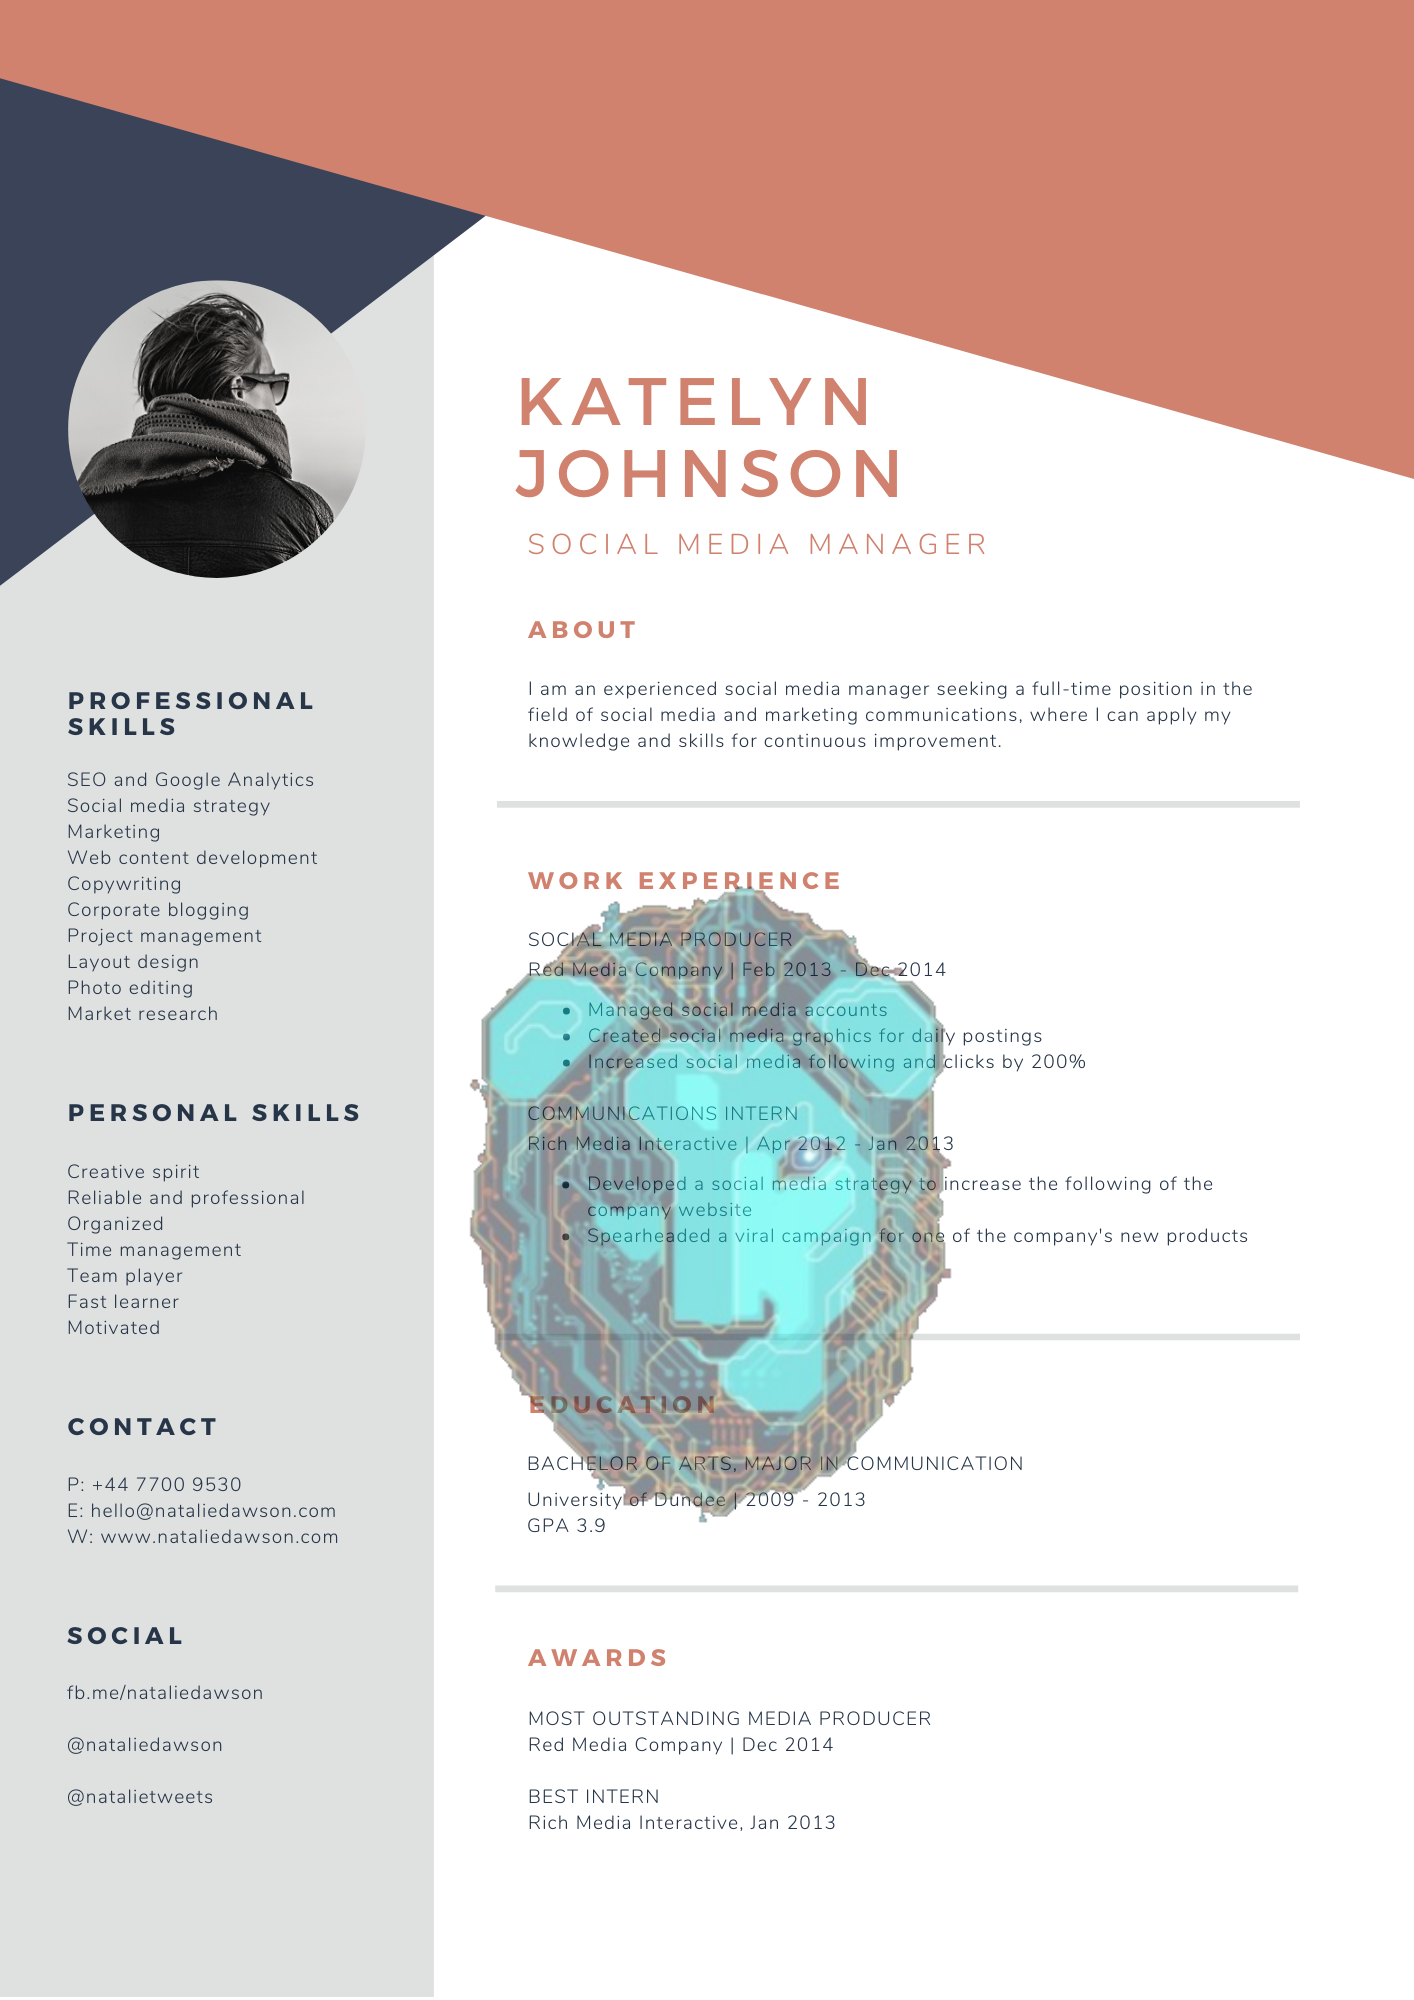 KATELYN
JOHNSON
SOCIAL MEDIA MANAGER
ABOUT
I am an experienced social media manager seeking a full-time position in the
field of social media and marketing communications, where I can apply my
knowledge and skills for continuous improvement.
WORK EXPERIENCE
SOCIAL MEDIA PRODUCER
Red Media Company | Feb 2013 - Dec 2014
• Managed social media accounts
• Created social media graphics for daily postings
• Increased social media following and clicks by 200%
COMMUNICATIONS INTERN
Rich Media Interactive | Apr 2012 - Jan 2013
• Developed a social media strategy to increase the following of the
company website
• Spearheaded a viral campaign for one of the company's new products
EDUCATION
BACHELOR OF ARTS, MAJOR IN COMMUNICATION
University of Dundee | 2009 - 2013
GPA 3.9
AWARDS
MOST OUTSTANDING MEDIA PRODUCER
Red Media Company | Dec 2014
BEST INTERN
Rich Media Interactive, Jan 2013
PROFESSIONAL
SKILLS
SEO and Google Analytics
Social media strategy
Marketing
Web content development
Copywriting
Corporate blogging
Project management
Layout design
Photo editing
Market research
PERSONAL SKILLS
Creative spirit
Reliable and professional
Organized
Time management
Team player
Fast learner
Motivated
CONTACT
P: +44 7700 9530
E: hello@nataliedawson.com
W: www.nataliedawson.com
SOCIAL
fb.me/nataliedawson
@nataliedawson
@natalietweets